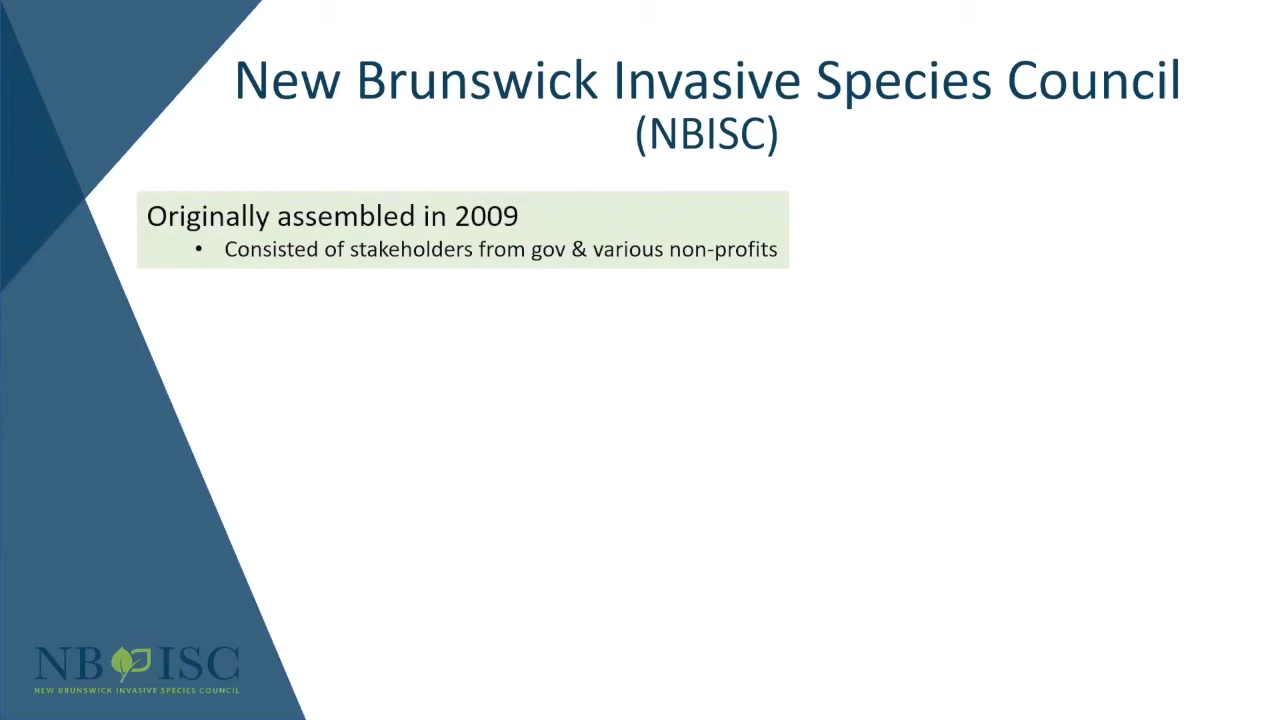 New Brunswick Invasive Species Council
(NBISC)
Originally assembled in 2009
• Consisted of stakeholders from gov & various non-profits
NB ISC
NEW BRUNSWICK INVASIVE SPECIES COUNCIL